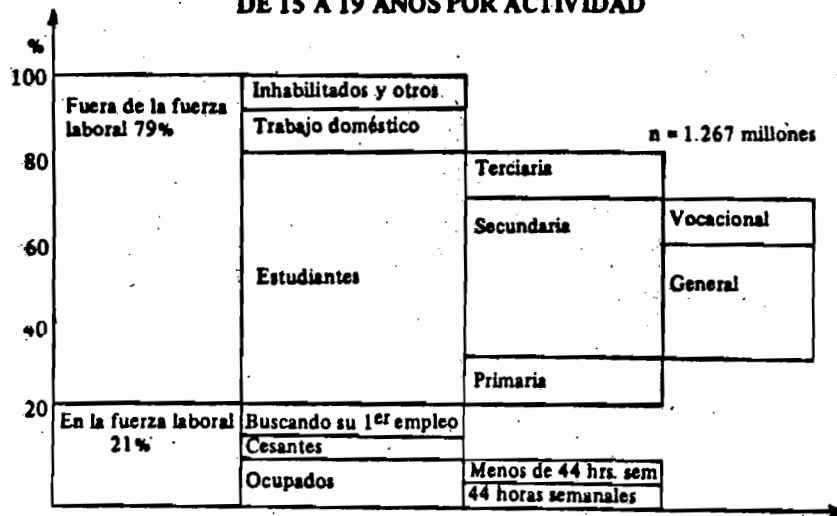 DE 15 A 19 AÑOS POR ACTIVIDAD
%
100
80
60
40
20
Fuera de la fuerza
laboral 79%
Inhabilitados y otros
Trabajo doméstico
n = 1.267 millones
Terciaria
Secundaria
Vocacional
Estudiantes
General
Primaria
En la fuerza laboral
21%
Buscando su 1er empleo
Cesantes
Ocupados
Menos de 44 hrs. sem
44 horas semanales